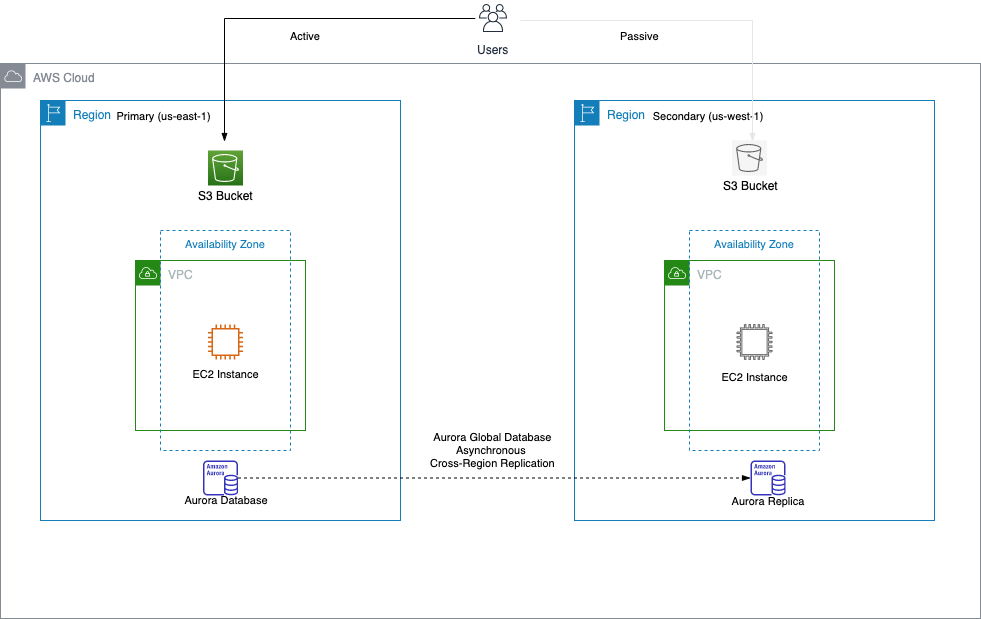 Active
Passive
Users
AWS Cloud
Region
Primary (us-east-1)
Region
Secondary (us-west-1)
S3 Bucket
S3 Bucket
Availability Zone
Availability Zone
VPC
VPC
EC2 Instance
EC2 Instance
Aurora Global Database
Asynchronous
Cross-Region Replication
Amazon
Aurora
Aurora Database
Amazon
Aurora
Aurora Replica